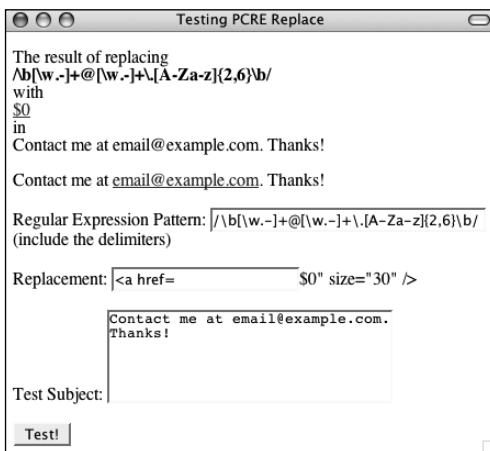 Testing PCRE Replace
The result of replacing
/\b[\w.-]+@[\w.-]+\.[A-Za-z]{2,6}\b/
with
$0
in
Contact me at email@example.com. Thanks!
Contact me at email@example.com. Thanks!
Regular Expression Pattern: /\b[\w.-]+@[\w.-]+\.[A-Za-z]{2,6}\b/
(include the delimiters)
Replacement: <a href= $0" size="30" />
Contact me at email@example.com.
Thanks!
Test Subject:
Test!